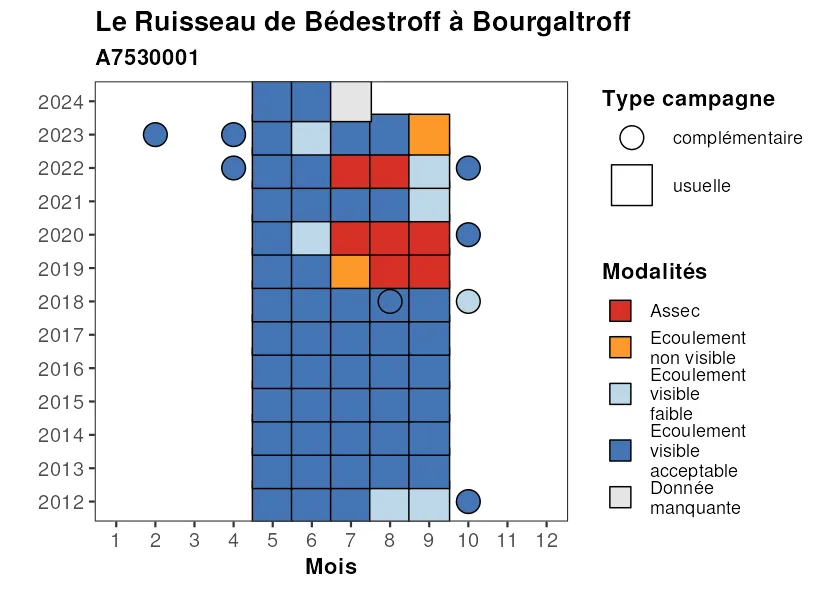 Le Ruisseau de Bédestroff à Bourgaltroff
A7530001
2024
2023
2022
2021
2020
2019
2018
2017
2016
2015
2014
2013
2012
1 2 3 4 5 6 7 8 9 10 11 12
Mois
Type campagne
complémentaire
usuelle
Modalités
Assec
Ecoulement
non visible
Ecoulement
visible
faible
Ecoulement
visible
acceptable
Donnée
manquante